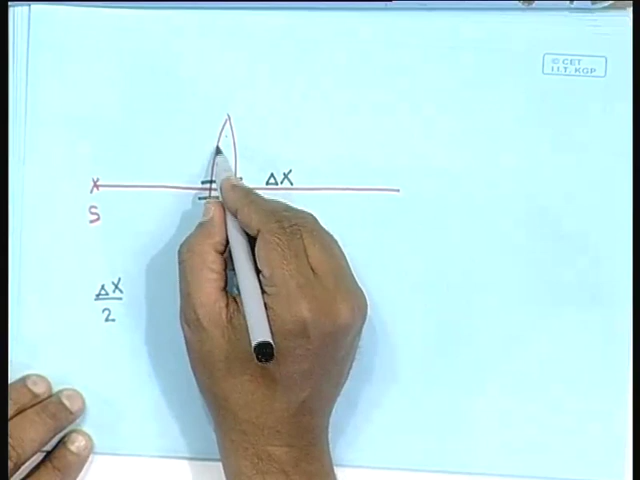 © CET
I.I.T. KGP
ΔX
X
S
ΔX
2